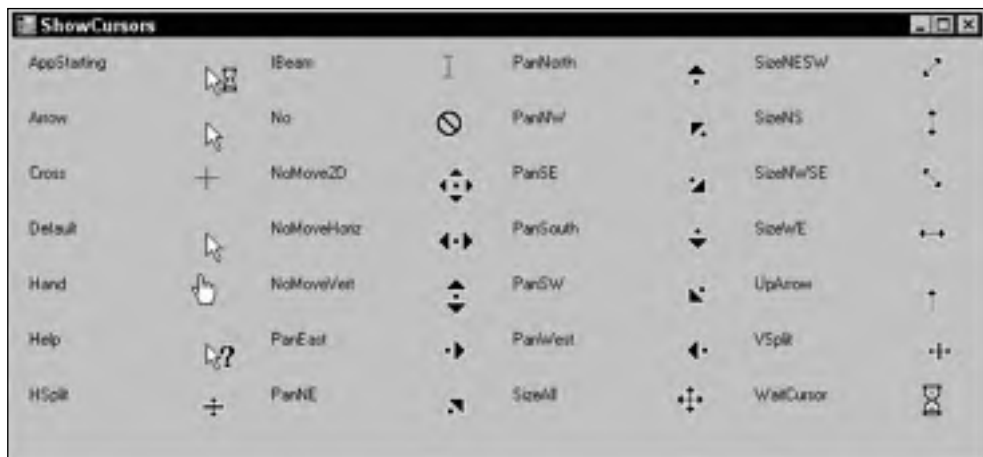 ShowCursors
AppStarting IBeam PanNorth SizeNESW
Arrow No PanNW SizeNS
Cross NoMove2D PanSE SizeNWSE
Default NoMoveHoriz PanSouth SizeWE
Hand NoMoveVert PanSW UpArrow
Help PanEast PanWest VSplit
HSplit PanNE SizeAll WaitCursor